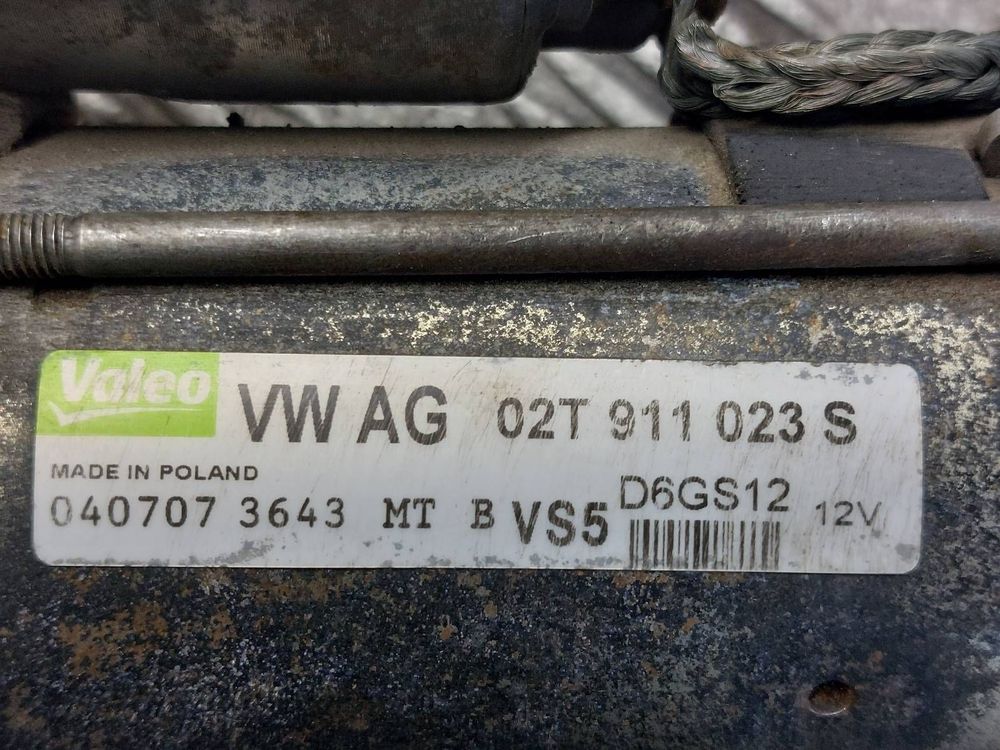 Valeo VW AG 02T 911 023 S
MADE IN POLAND
040707 3643 MT B VS5 D6GS12 12V